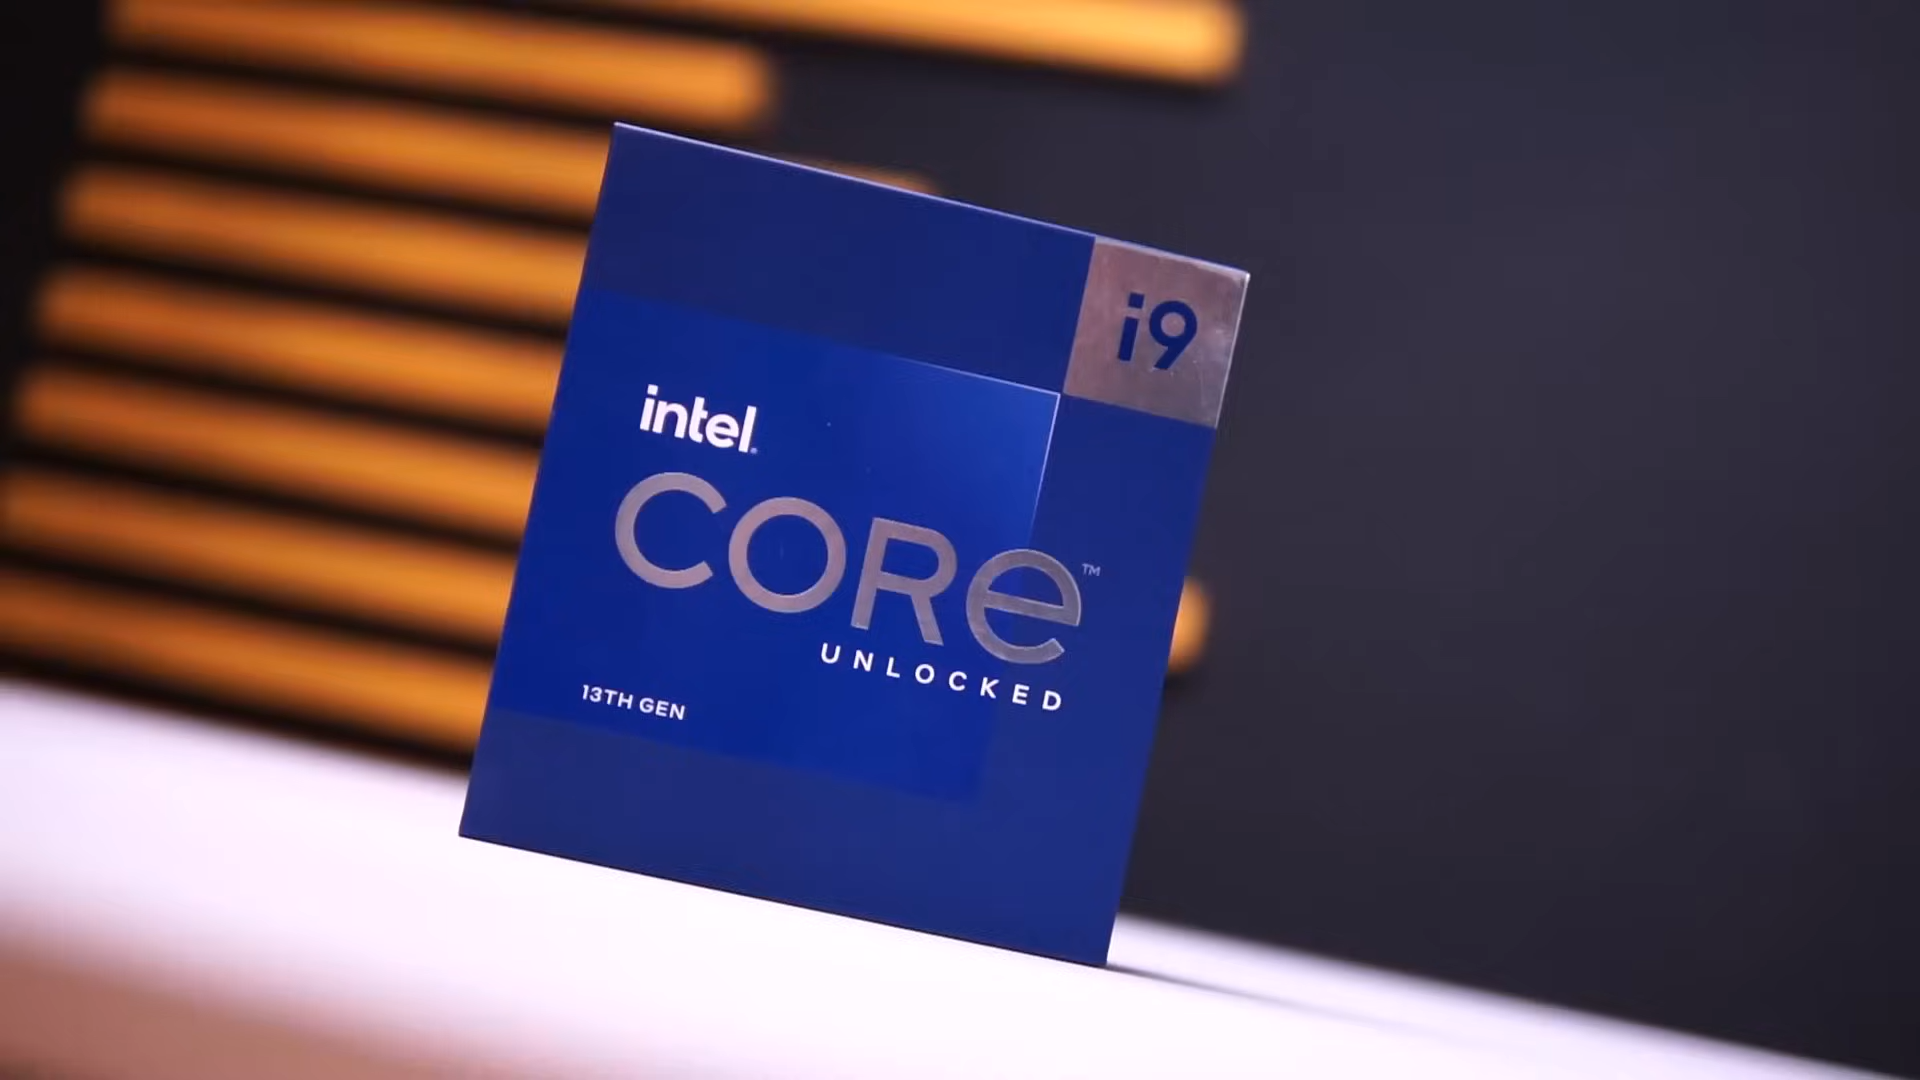 i9
intel.
CORe™
UNLOCKED
13TH GEN